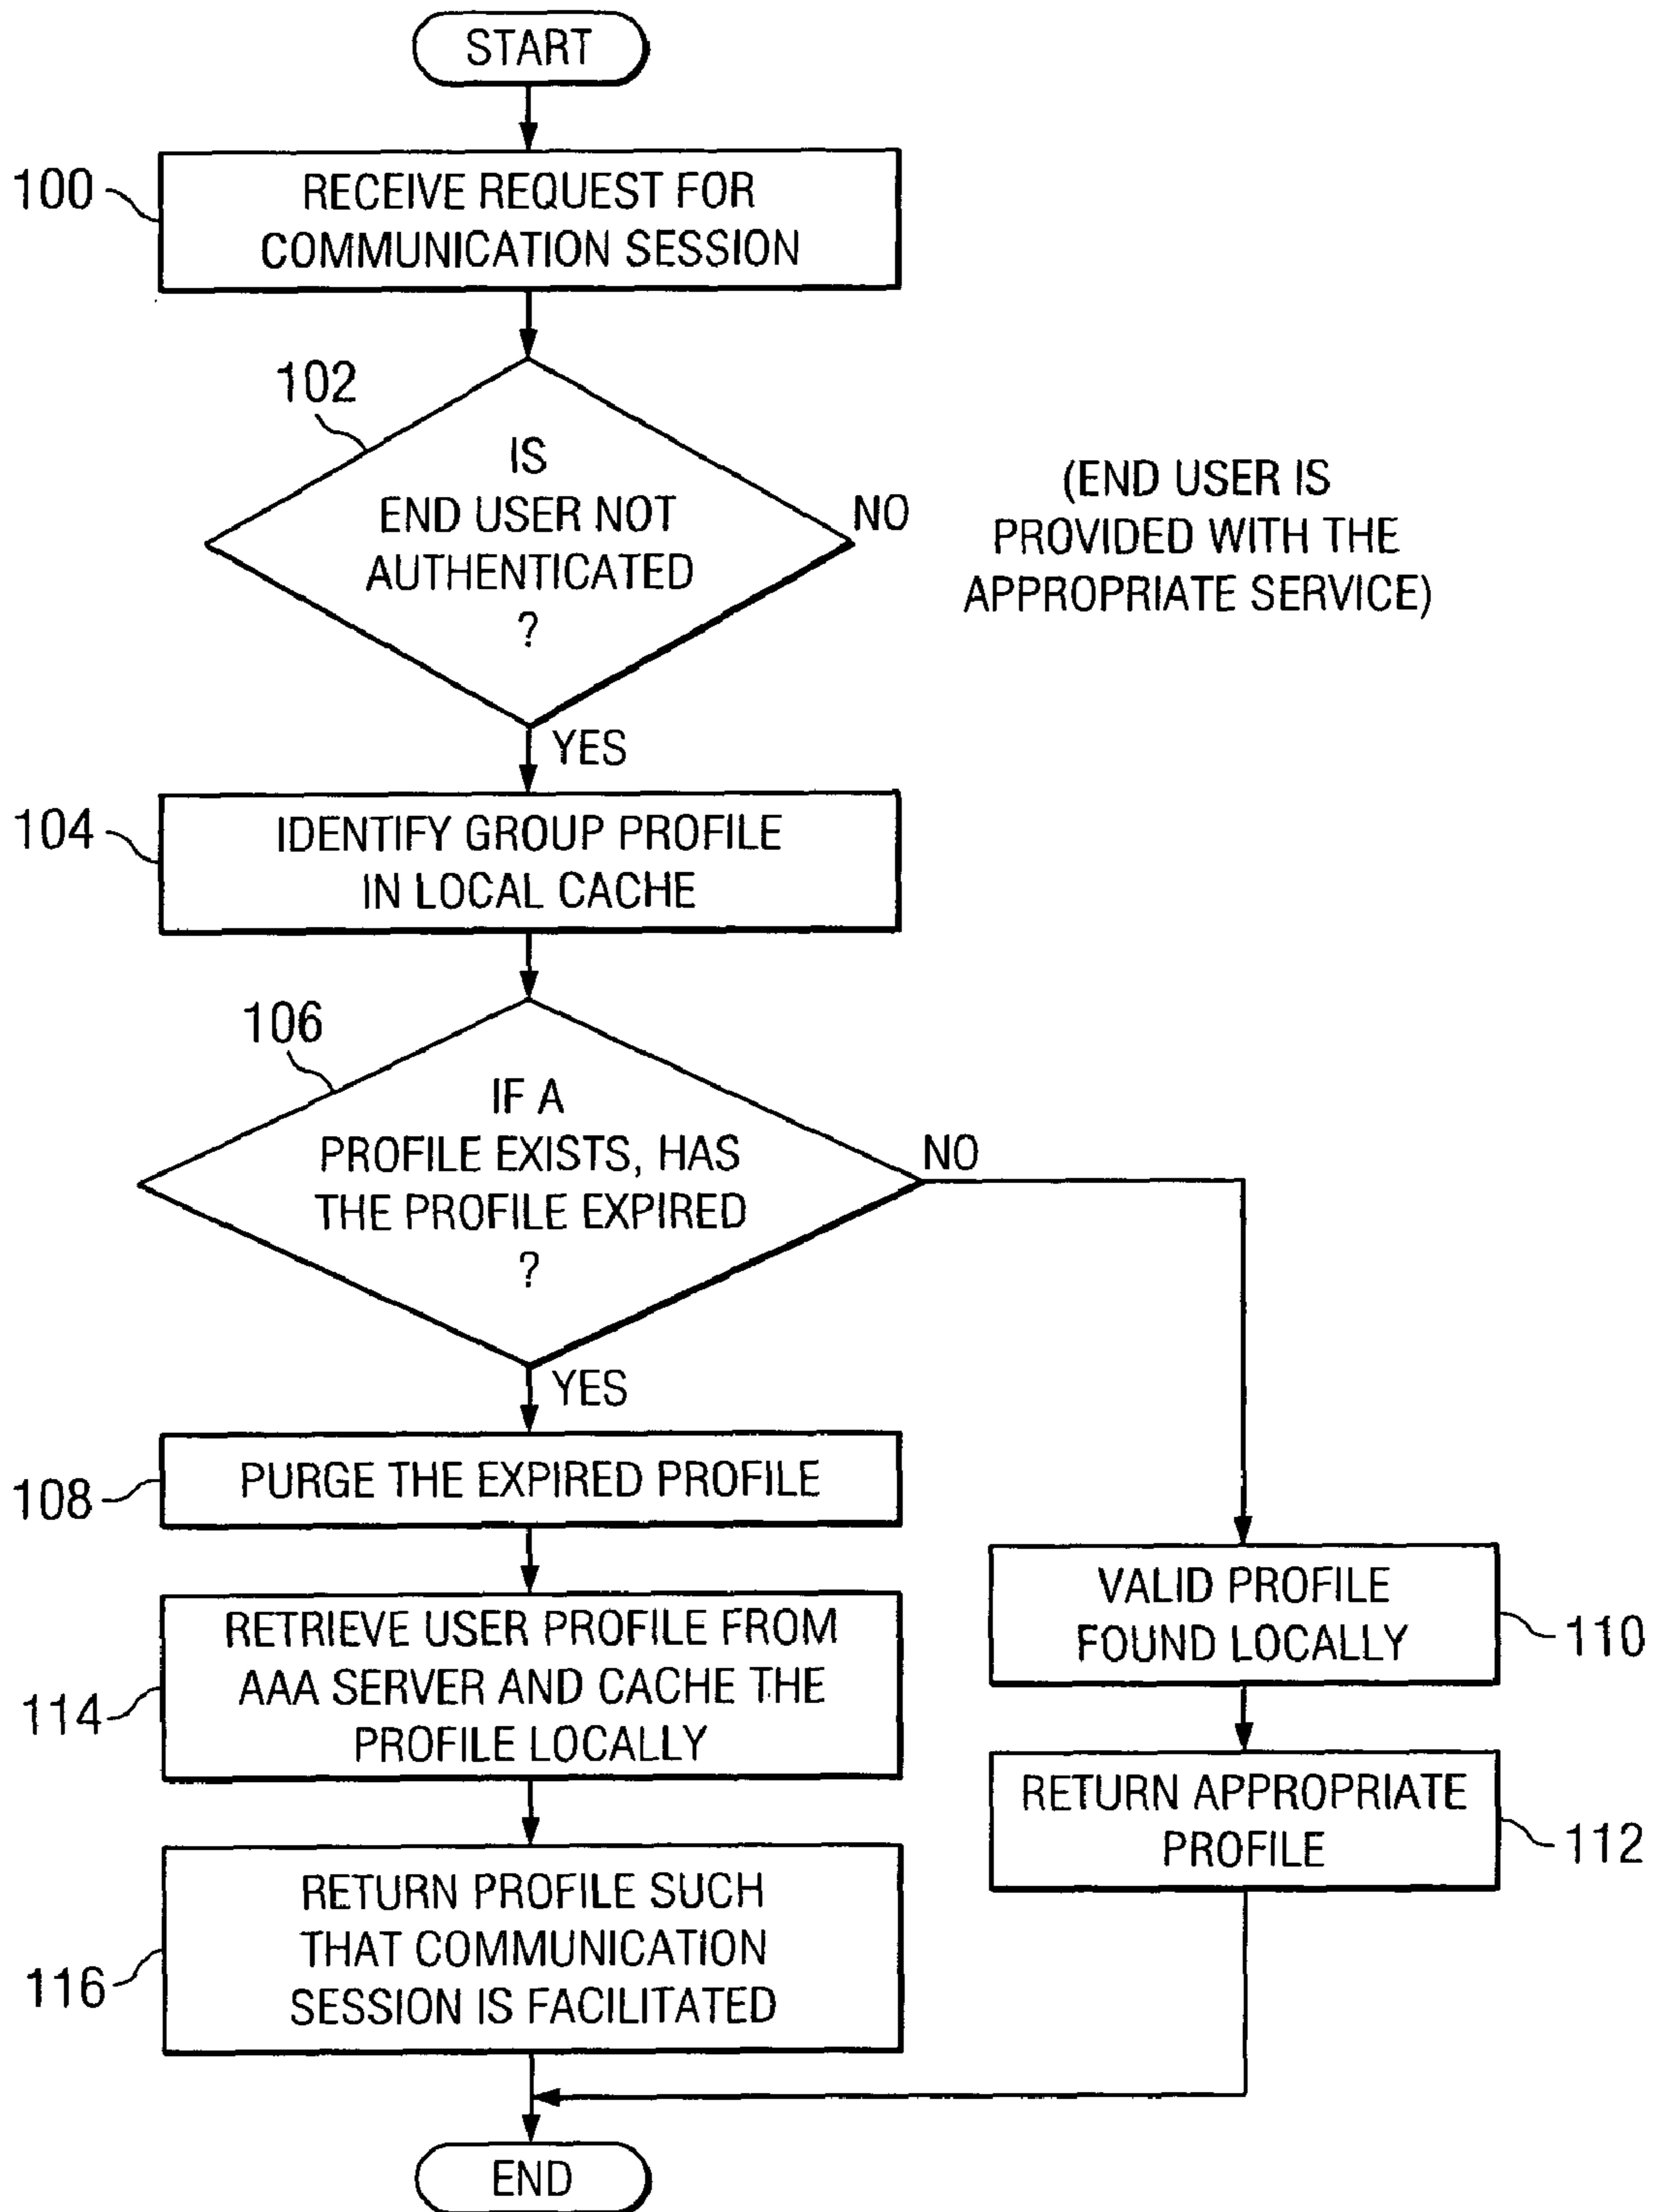 START
100
RECEIVE REQUEST FOR
COMMUNICATION SESSION
102
IS
END USER NOT
AUTHENTICATED
?
NO
(END USER IS
PROVIDED WITH THE
APPROPRIATE SERVICE)
YES
104
IDENTIFY GROUP PROFILE
IN LOCAL CACHE
106
IF A
PROFILE EXISTS, HAS
THE PROFILE EXPIRED
?
NO
YES
108
PURGE THE EXPIRED PROFILE
VALID PROFILE
FOUND LOCALLY
110
114
RETRIEVE USER PROFILE FROM
AAA SERVER AND CACHE THE
PROFILE LOCALLY
RETURN APPROPRIATE
PROFILE
112
116
RETURN PROFILE SUCH
THAT COMMUNICATION
SESSION IS FACILITATED
END